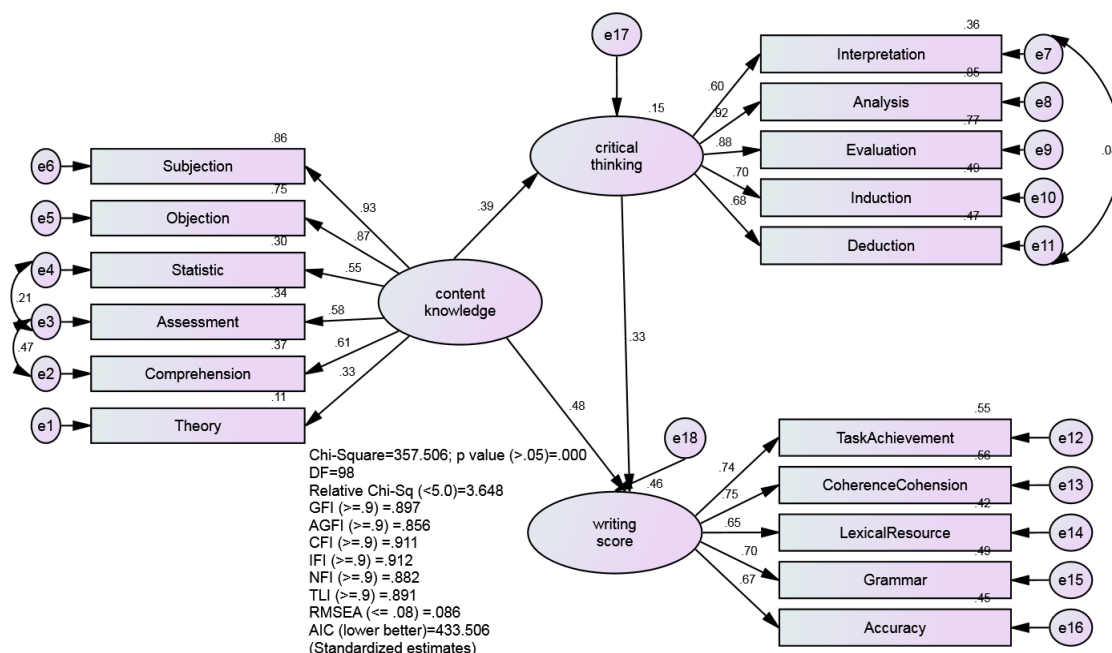 e17
.36
Interpretation
e7
.60
.85
Analysis
e8
.15
.92
.77
critical
thinking
.88
Evaluation
e9
.49
.70
Induction
e10
.68
.47
Deduction
e11
.86
e6
Subjection
.75
.93
e5
Objection
.39
.30
.87
e4
Statistic
.55
.21
.34
content
knowledge
e3
Assessment
.58
.47
.37
e2
Comprehension
.61
.11
.33
e1
Theory
.33
.48
e18
.46
writing
score
.55
TaskAchievement
e12
.74
.56
CoherenceCohension
e13
.75
.42
LexicalResource
e14
.65
.49
.70
Grammar
e15
.67
.45
Accuracy
e16
Chi-Square=357.506; p value (>.05)=.000
DF=98
Relative Chi-Sq (<5.0)=3.648
GFI (>=.9) =.897
AGFI (>=.9) =.856
CFI (>=.9) =.911
IFI (>=.9) =.912
NFI (>=.9) =.882
TLI (>=.9) =.891
RMSEA (<= .08) =.086
AIC (lower better)=433.506
(Standardized estimates)